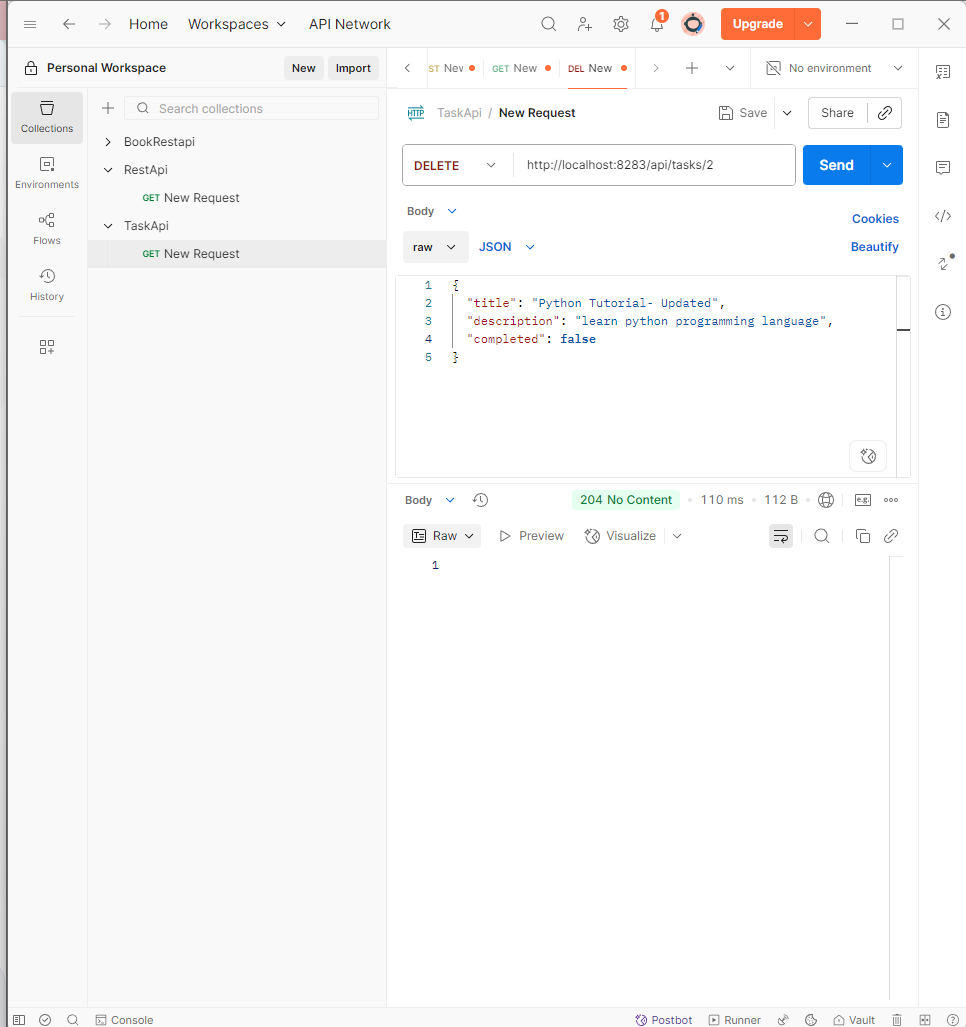 Home Workspaces API Network 1 Upgrade
Personal Workspace New Import
ST New GET New DEL New No environment
Collections
Environments
Flows
History
Search collections
BookRestapi
RestApi
GET New Request
TaskApi
GET New Request
HTTP TaskApi / New Request Save Share
DELETE http://localhost:8283/api/tasks/2 Send
Body Cookies
raw JSON Beautify
1 {
2 "title": "Python Tutorial- Updated",
3 "description": "learn python programming language",
4 "completed": false
5 }
Body 204 No Content • 110 ms • 112 B • e.g.
Raw Preview Visualize
1
Console Postbot Runner Vault